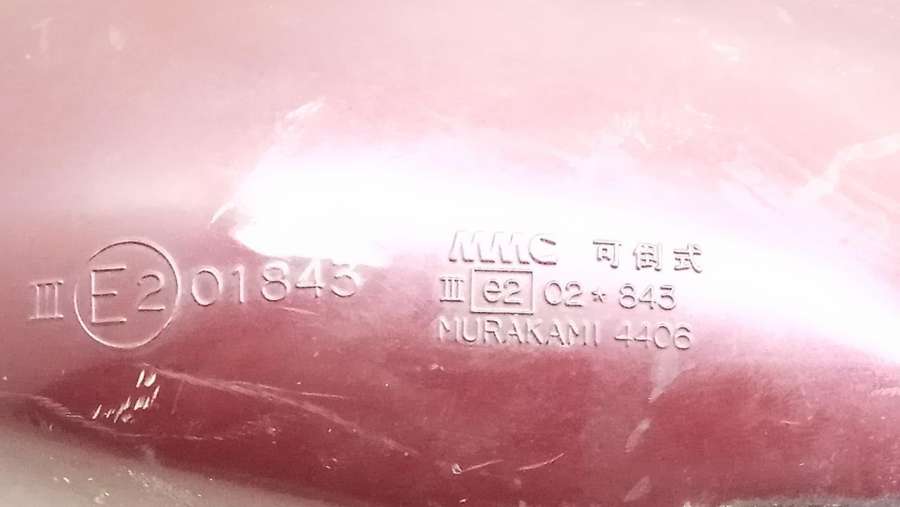 III E2 01843
MMC 可倒式
III e2 02*843
MURAKAMI 4406